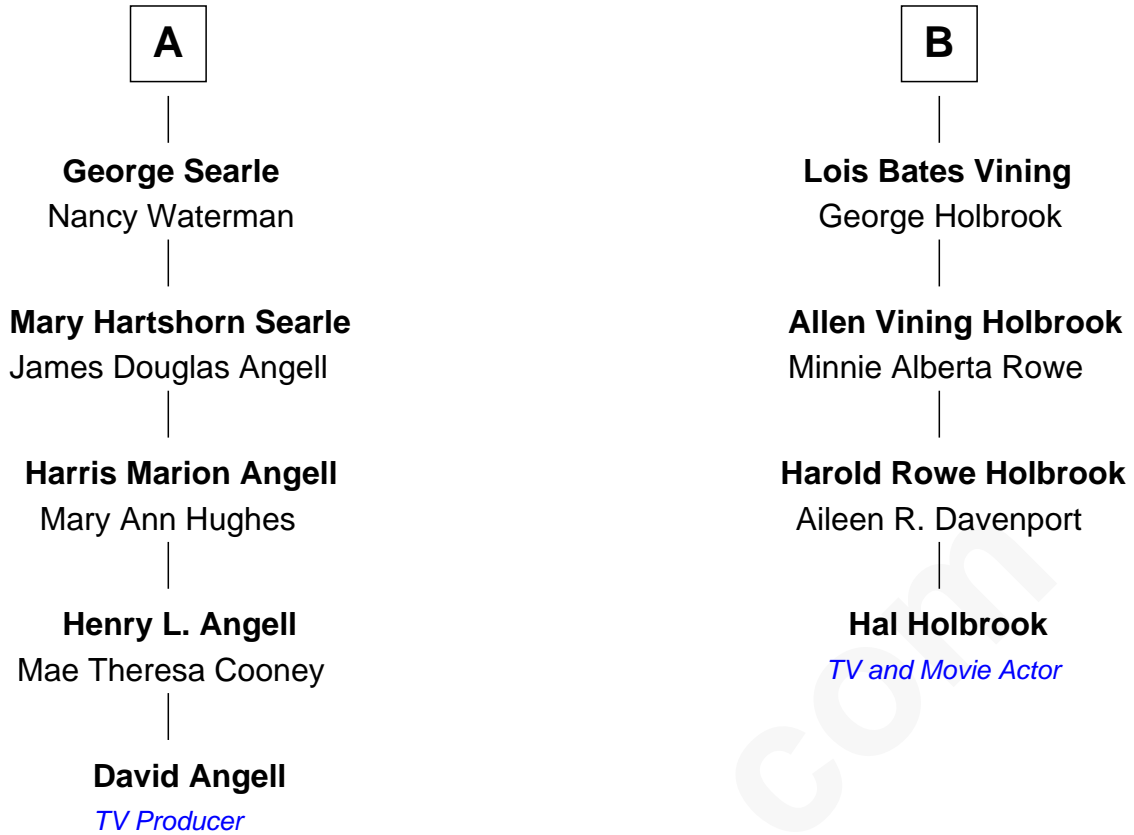 A
George Searle
Nancy Waterman
Mary Hartshorn Searle
James Douglas Angell
Harris Marion Angell
Mary Ann Hughes
Henry L. Angell
Mae Theresa Cooney
David Angell
TV Producer
B
Lois Bates Vining
George Holbrook
Allen Vining Holbrook
Minnie Alberta Rowe
Harold Rowe Holbrook
Aileen R. Davenport
Hal Holbrook
TV and Movie Actor
com